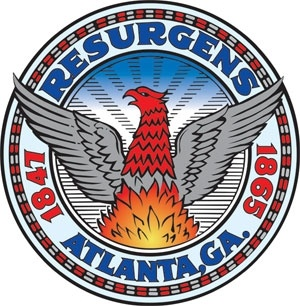 RESURGENS
1847
1865
ATLANTA, GA.